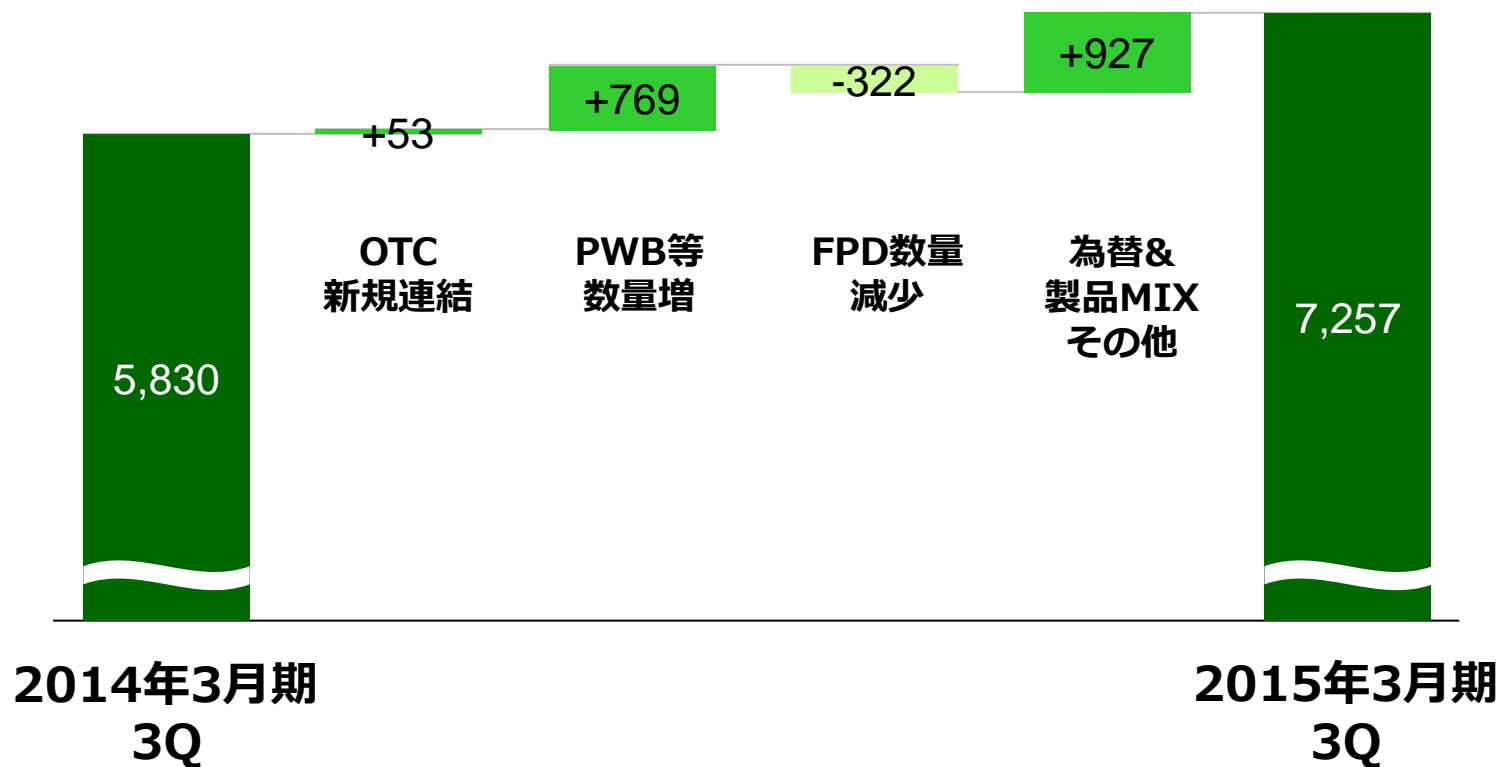 +53
+769
-322
+927
5,830
7,257
OTC
新規連結
PWB等
数量増
FPD数量
減少
為替&
製品MIX
その他
2014年3月期
3Q
2015年3月期
3Q